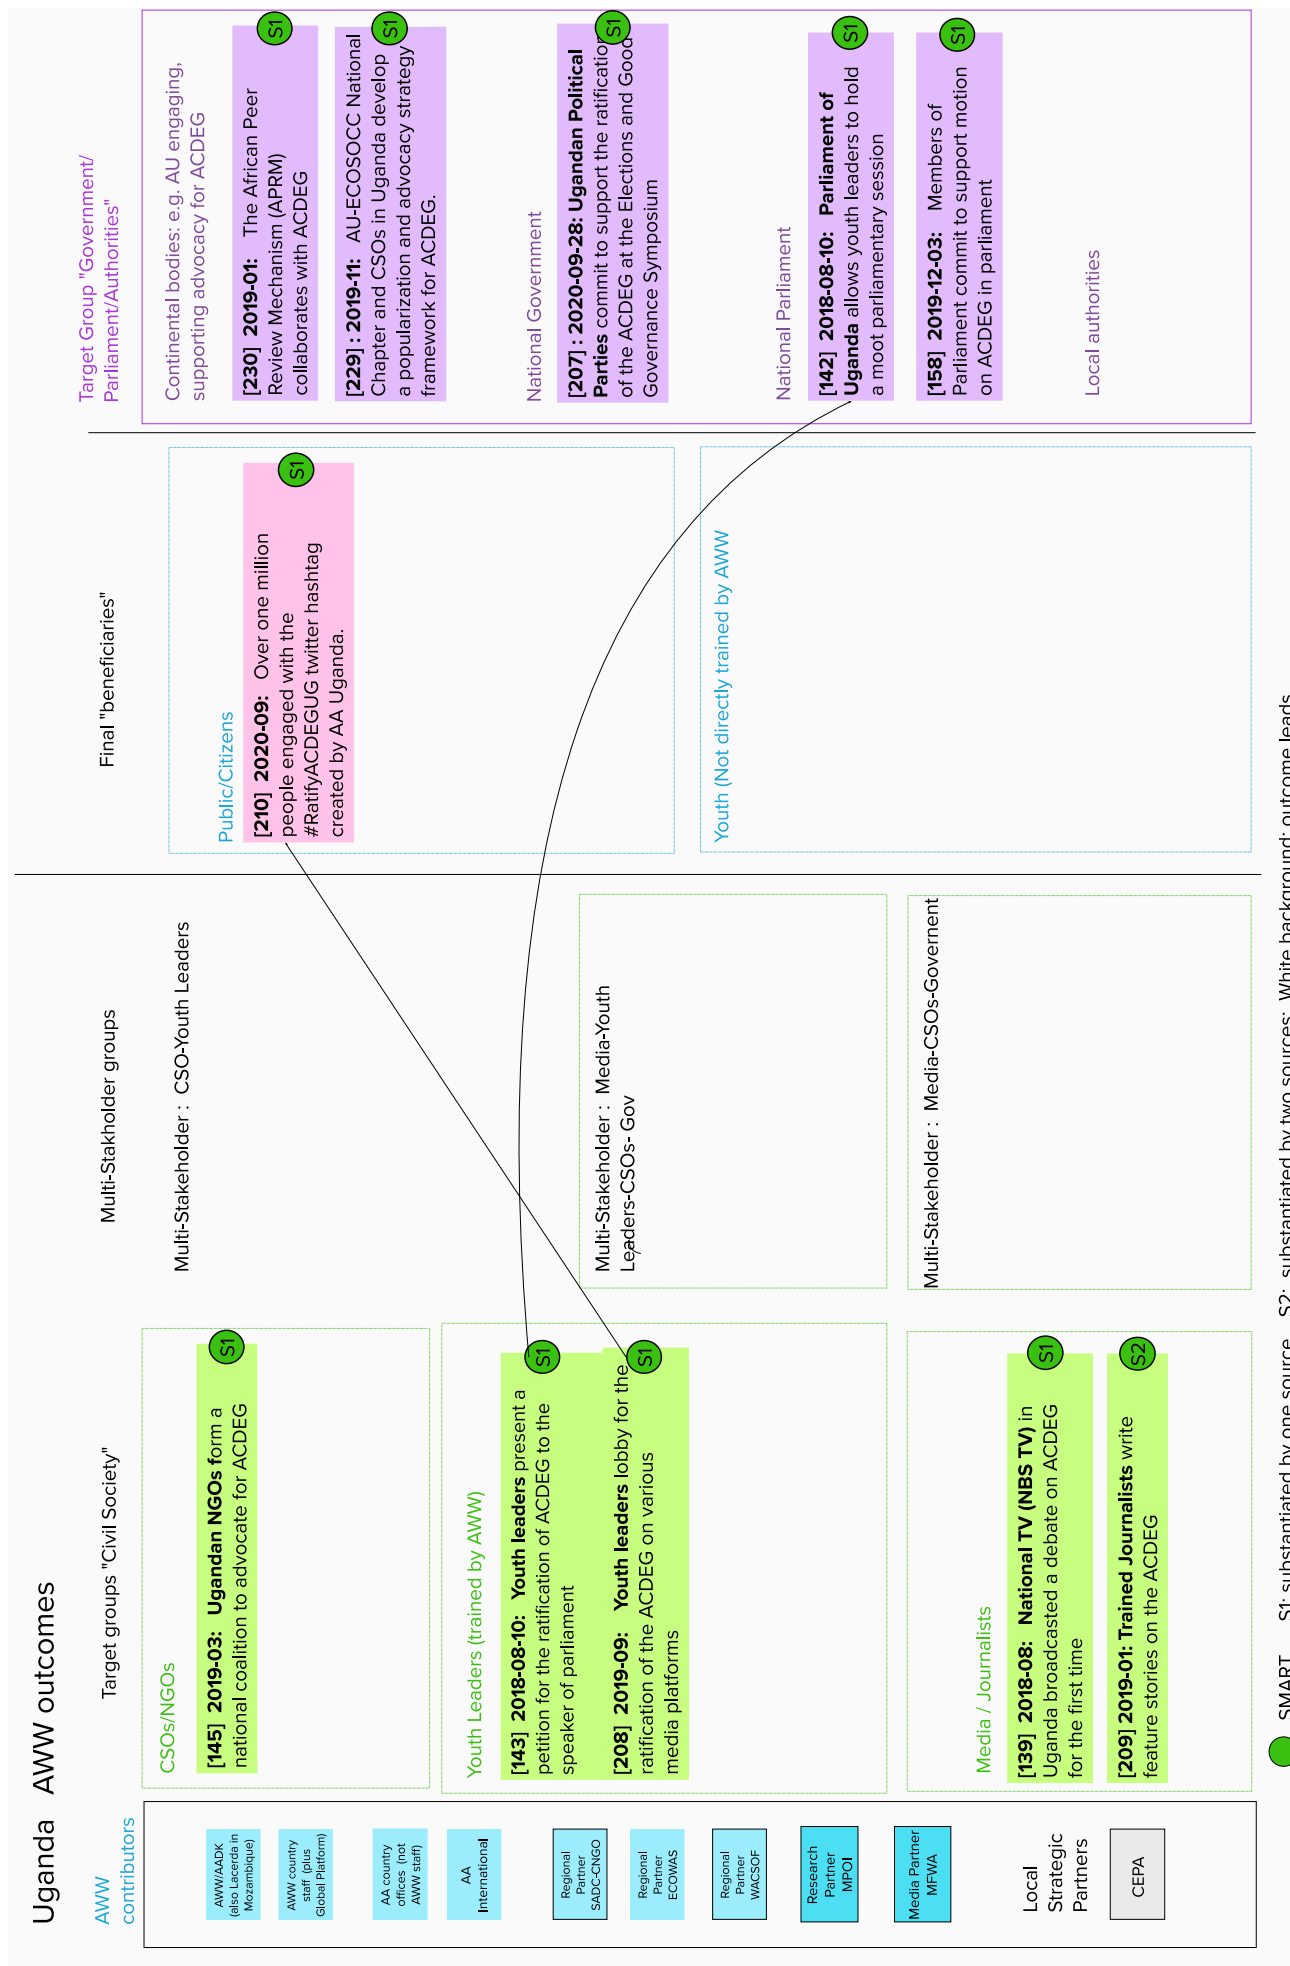 Uganda AWW outcomes
AWW
contributors
AWW/AADK
(also Lacerda in
Mozambique)
AWW country
staff (plus
Global Platform)
AA country
offices (not
AWW staff)
AA
International
Regional
Partner
SADC-CNGO
Regional
Partner
ECOWAS
Regional
Partner
WACSOF
Research
Partner
MPOI
Media Partner
MFWA
Local
Strategic
Partners
CEPA
Target groups "Civil Society"
CSOs/NGOs
[145] 2019-03: Ugandan NGOs form a
national coalition to advocate for ACDEG
S1
Youth Leaders (trained by AWW)
[143] 2018-08-10: Youth leaders present a
petition for the ratification of ACDEG to the
speaker of parliament
S1
[208] 2019-09: Youth leaders lobby for the
ratification of the ACDEG on various
media platforms
S1
Media / Journalists
[139] 2018-08: National TV (NBS TV) in
Uganda broadcasted a debate on ACDEG
for the first time
S1
[209] 2019-01: Trained Journalists write
feature stories on the ACDEG
S2
Multi-Stakholder groups
Multi-Stakeholder : CSO-Youth Leaders
Multi-Stakeholder : Media-Youth
Leaders-CSOs- Gov
Multi-Stakeholder : Media-CSOs-Governent
Final "beneficiaries"
Public/Citizens
[210] 2020-09: Over one million
people engaged with the
#RatifyACDEGUG twitter hashtag
created by AA Uganda.
S1
Youth (Not directly trained by AWW
Target Group "Government/
Parliament/Authorities"
Continental bodies: e.g. AU engaging,
supporting advocacy for ACDEG
[230] 2019-01: The African Peer
Review Mechanism (APRM)
collaborates with ACDEG
S1
[229] : 2019-11: AU-ECOSOCC National
Chapter and CSOs in Uganda develop
a popularization and advocacy strategy
framework for ACDEG.
S1
National Government
[207] : 2020-09-28: Ugandan Political
Parties commit to support the ratification
of the ACDEG at the Elections and Good
Governance Symposium
S1
National Parliament
[142] 2018-08-10: Parliament of
Uganda allows youth leaders to hold
a moot parliamentary session
S1
[158] 2019-12-03: Members of
Parliament commit to support motion
on ACDEG in parliament
S1
Local authorities
SMART S1: substantiated by one source S2: substantiated by two sources; White background: outcome leads